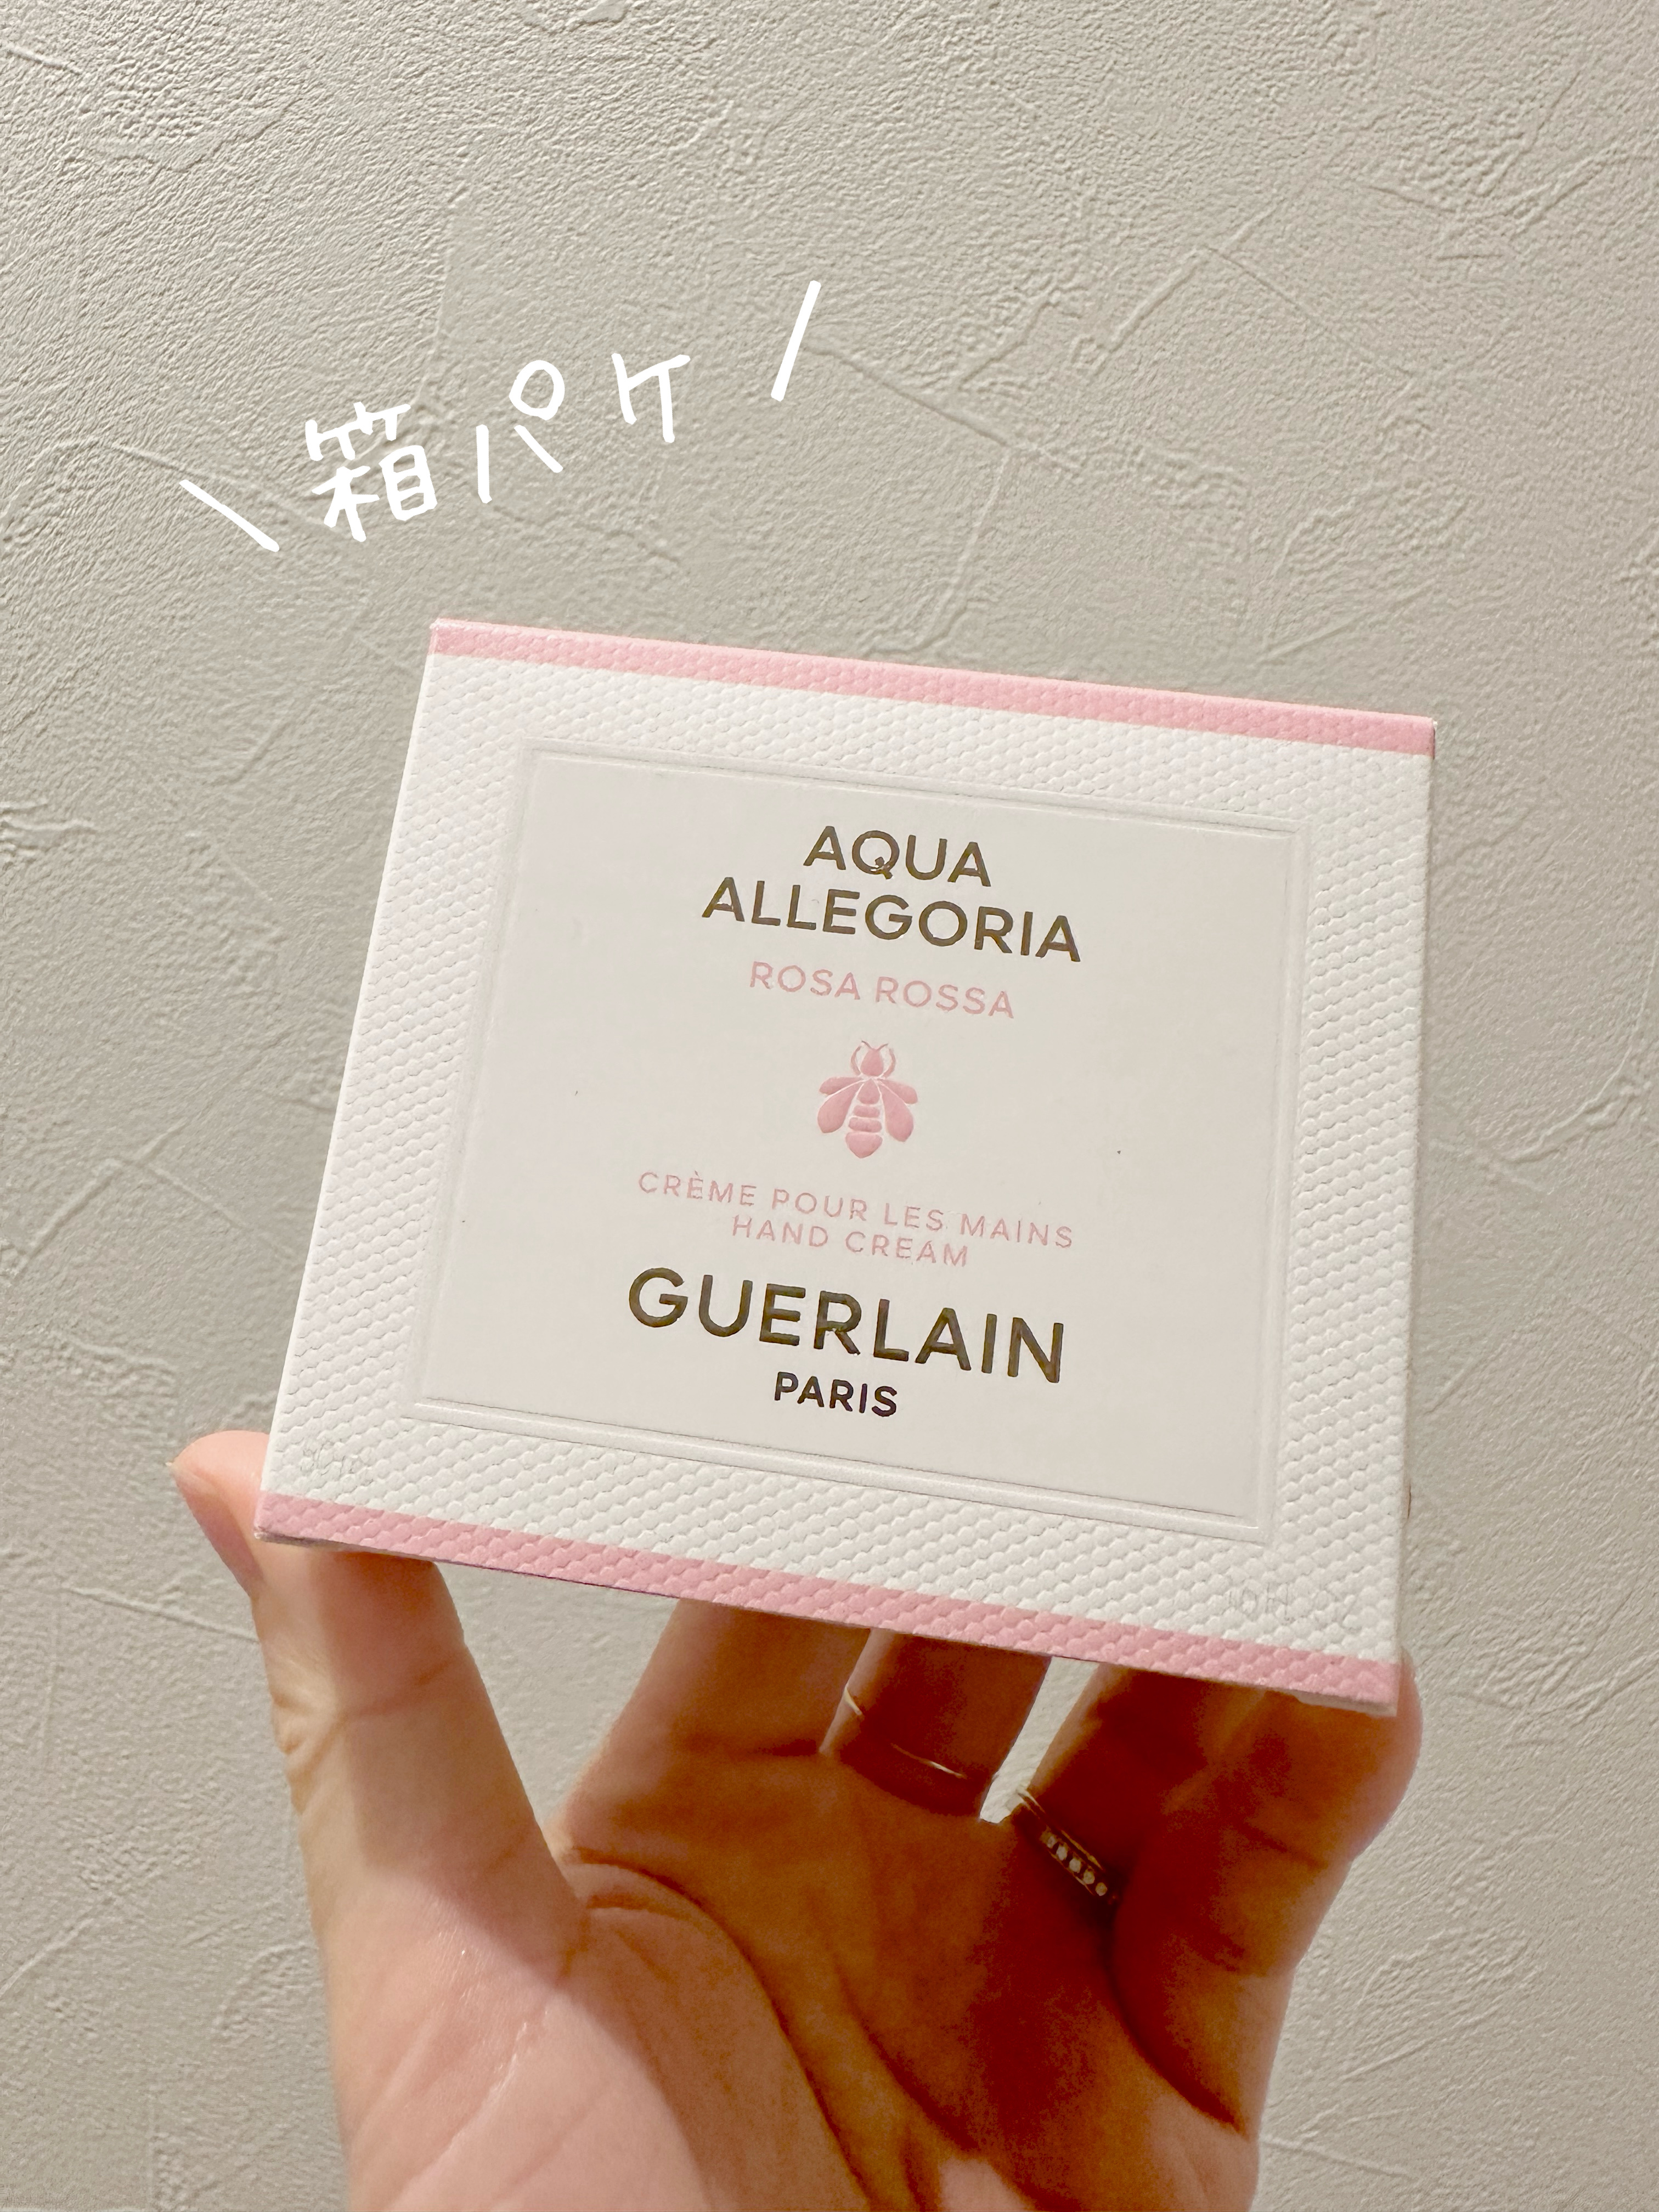 \ 箱パケ /
AQUA
ALLEGORIA
ROSA ROSSA
CRÈME POUR LES MAINS
HAND CREAM
GUERLAIN
PARIS